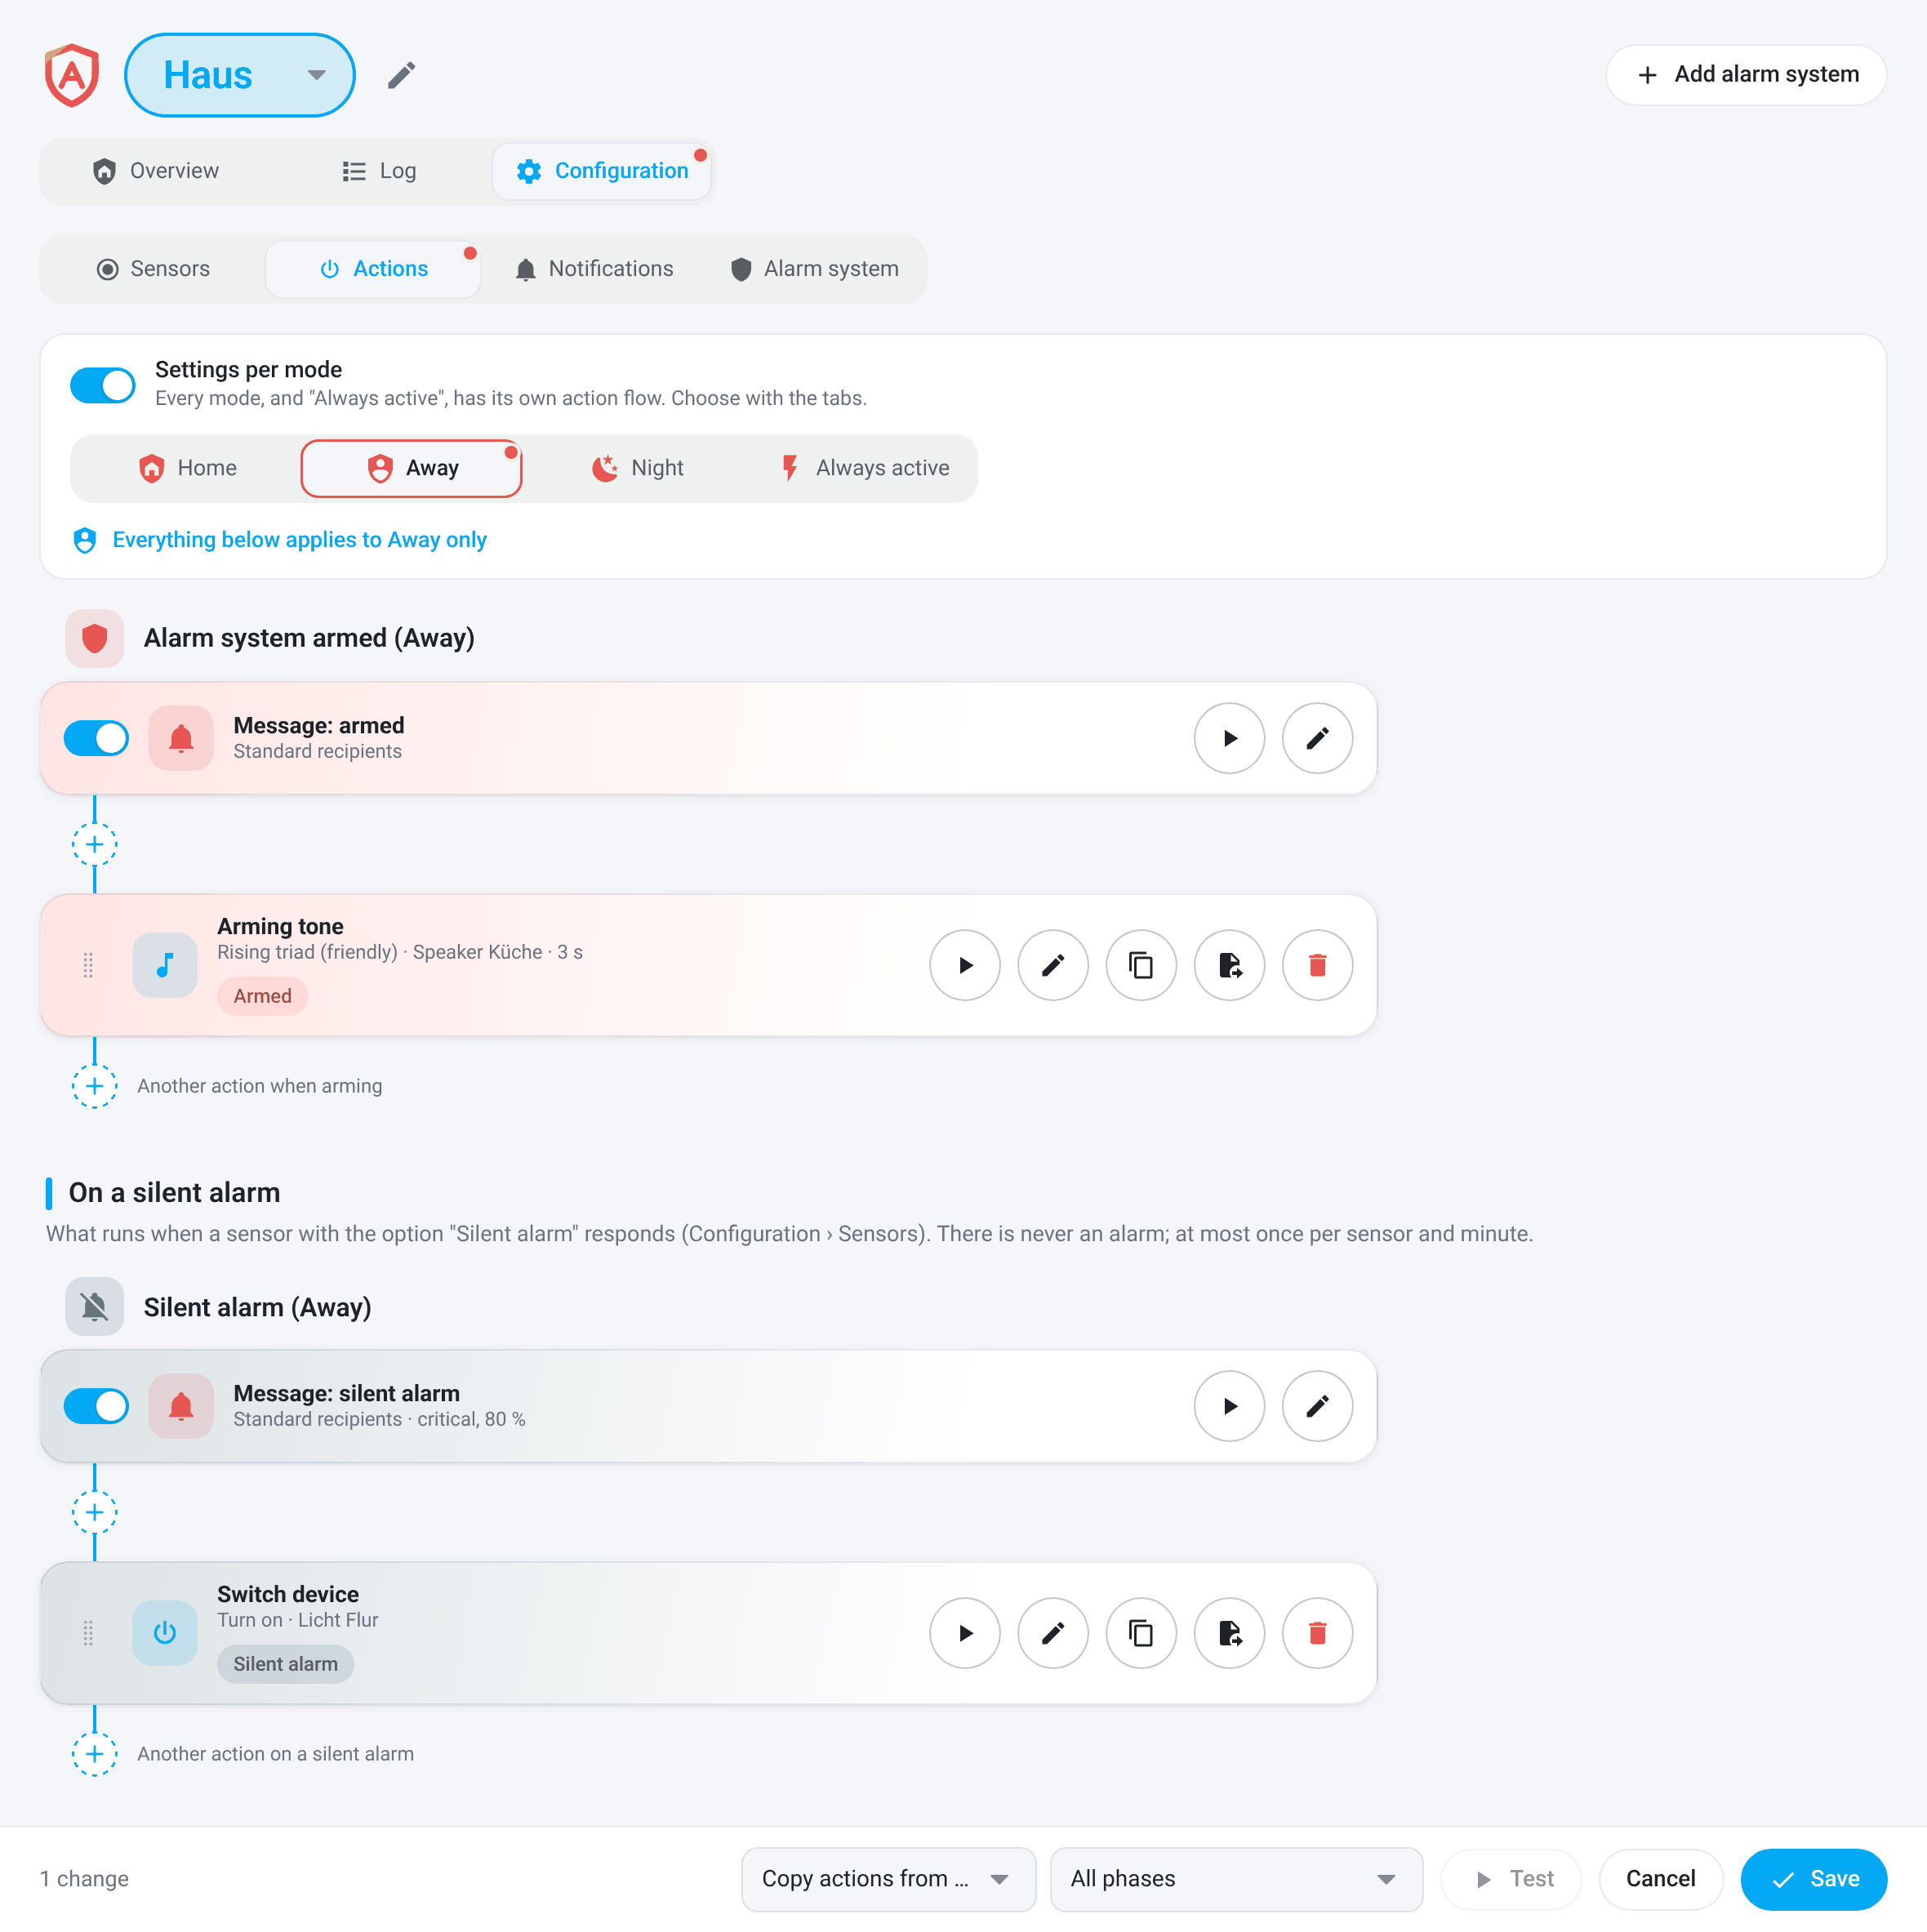 Haus
Add alarm system
Overview
Log
Configuration
Sensors
Actions
Notifications
Alarm system
Settings per mode
Every mode, and "Always active", has its own action flow. Choose with the tabs.
Home
Away
Night
Always active
Everything below applies to Away only
Alarm system armed (Away)
Message: armed
Standard recipients
Arming tone
Rising triad (friendly) · Speaker Küche · 3 s
Armed
Another action when arming
On a silent alarm
What runs when a sensor with the option "Silent alarm" responds (Configuration › Sensors). There is never an alarm; at most once per sensor and minute.
Silent alarm (Away)
Message: silent alarm
Standard recipients · critical, 80 %
Switch device
Turn on · Licht Flur
Silent alarm
Another action on a silent alarm
1 change
Copy actions from ...
All phases
Test
Cancel
Save